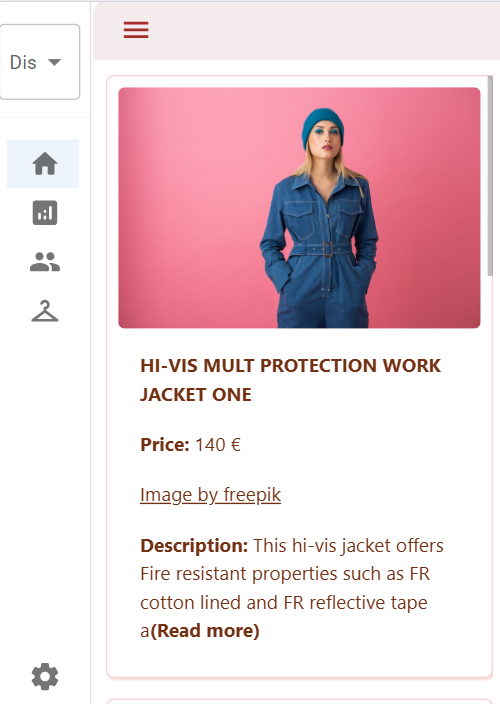 Dis
HI-VIS MULT PROTECTION WORK
JACKET ONE
Price: 140 €
Image by freepik
Description: This hi-vis jacket offers
Fire resistant properties such as FR
cotton lined and FR reflective tape
a(Read more)